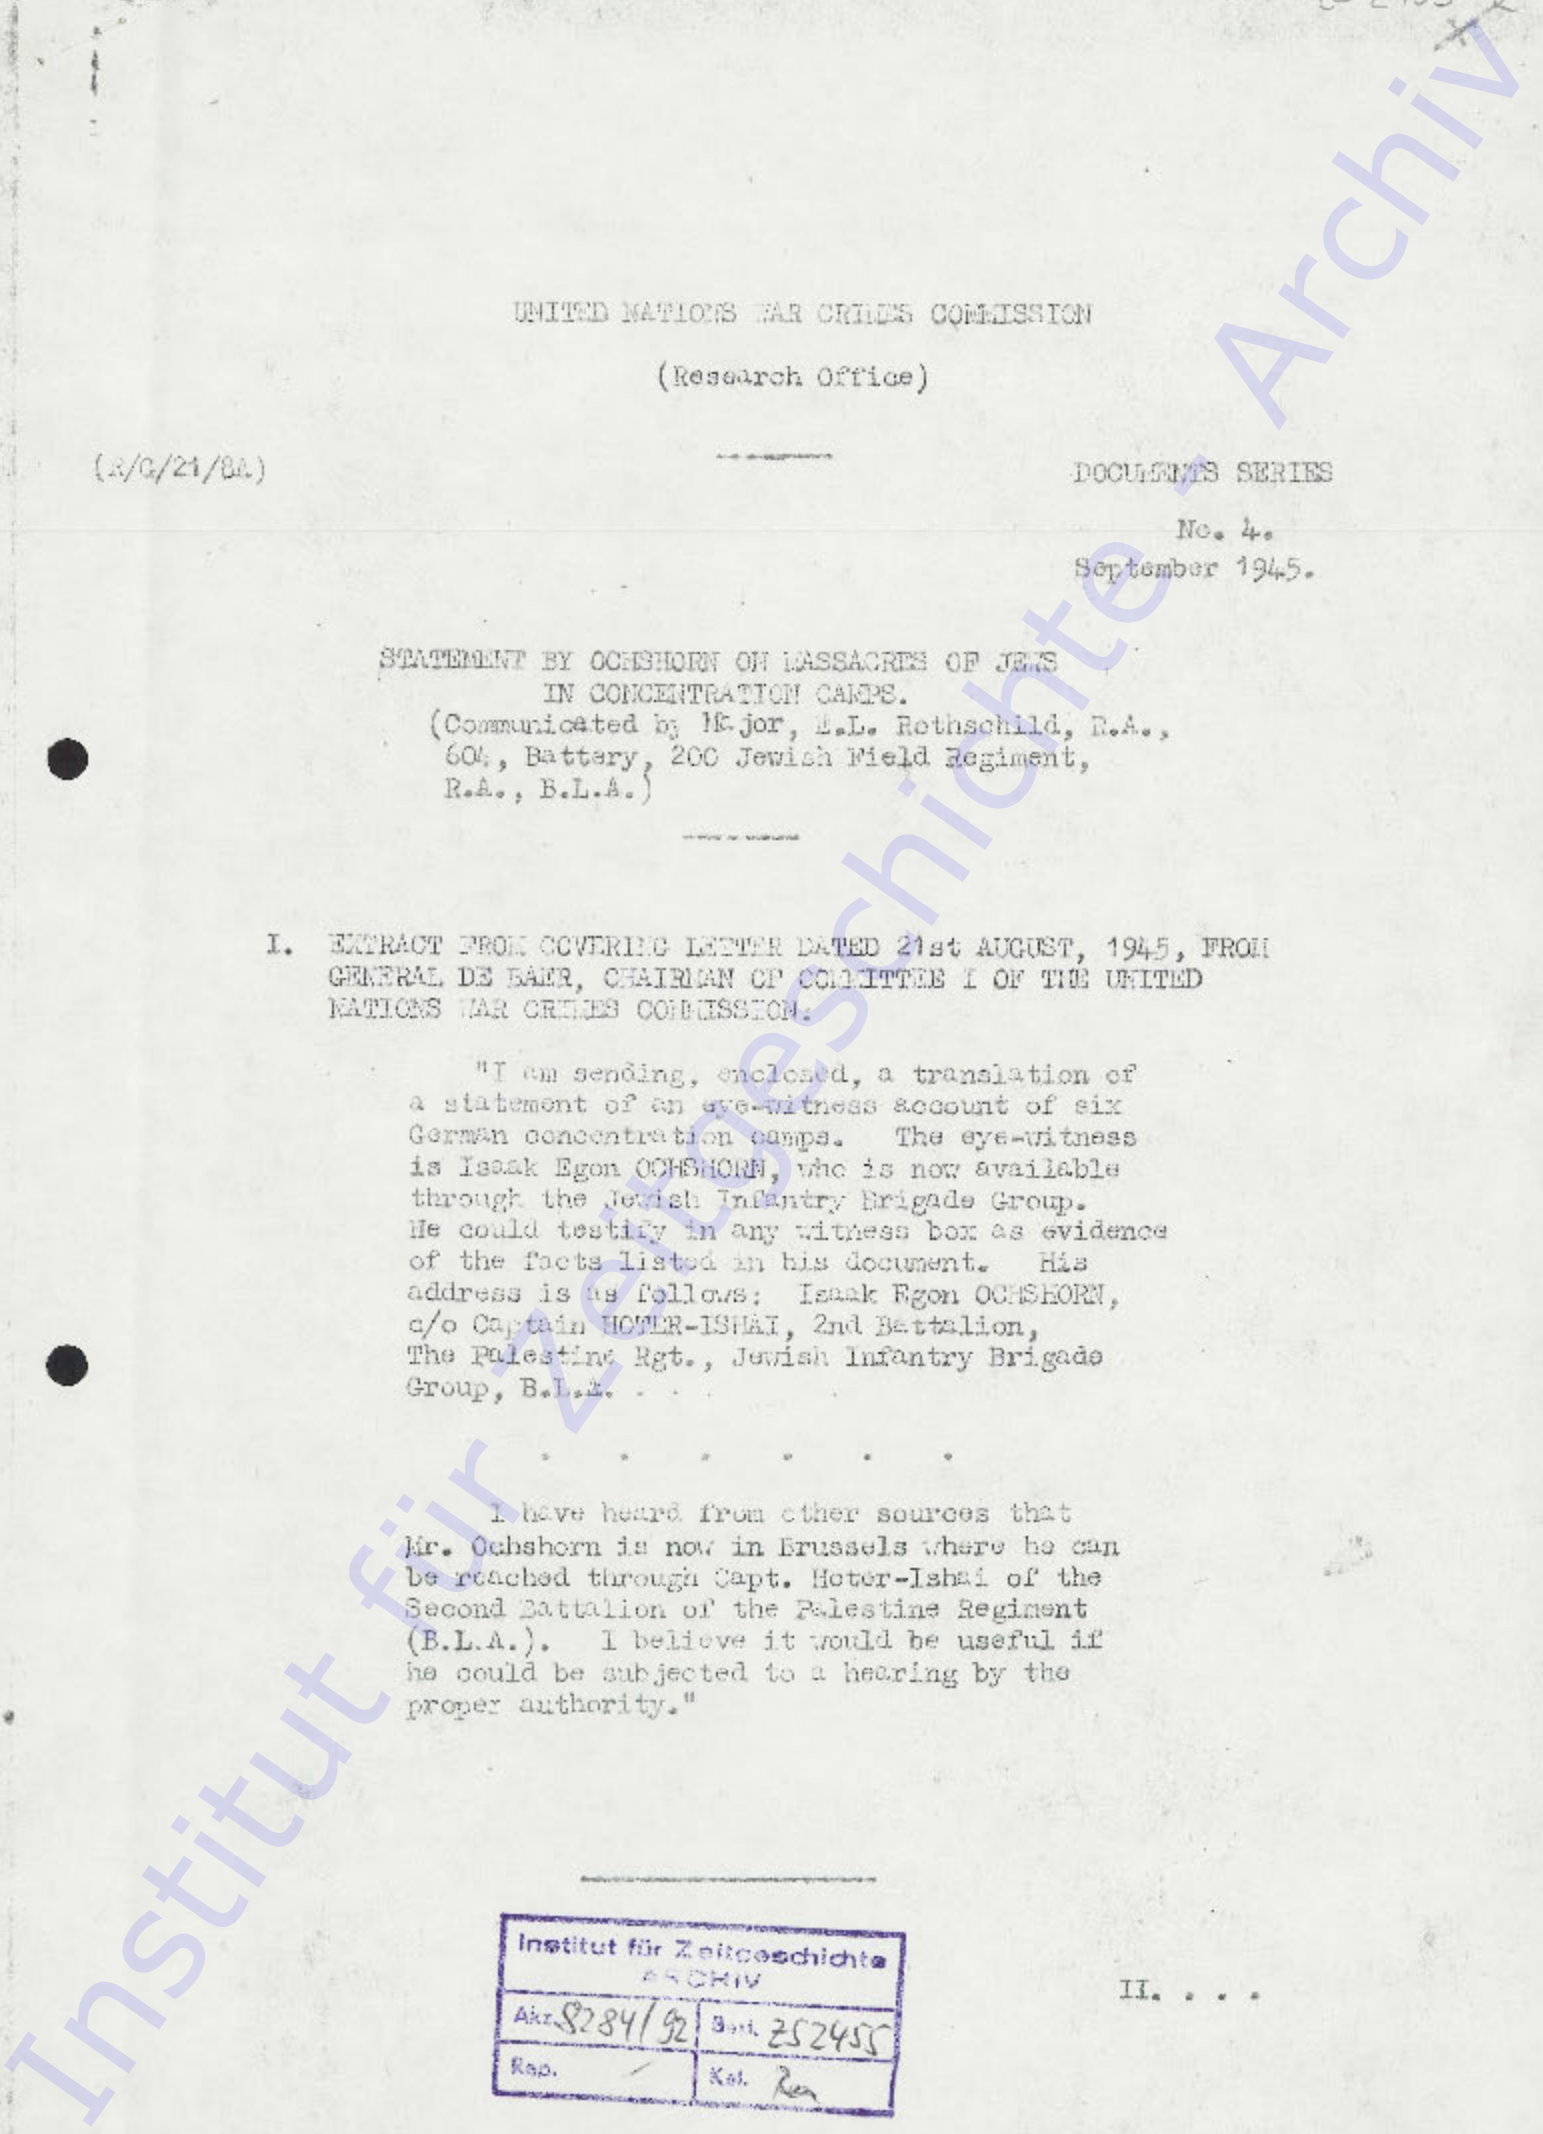 UNITED NATIONS WAR CRIMES COMMISSION
(Research Office)
(R/G/21/8A)
DOCUMENTS SERIES
No. 4.
September 1945.
STATEMENT BY OCHSHORN ON MASSACRES OF JEWS
IN CONCENTRATION CAMPS.
(Communicated by Major, E.L. Rothschild, R.A.,
604, Battery, 200 Jewish Field Regiment,
R.A., B.L.A.)
I. EXTRACT FROM COVERING LETTER DATED 21st AUGUST, 1945, FROM
GENERAL DE BAER, CHAIRMAN OF COMMITTEE I OF THE UNITED
NATIONS WAR CRIMES COMMISSION:
"I am sending, enclosed, a translation of
a statement of an eye-witness account of six
German concentration camps. The eye-witness
is Isaak Egon OCHSHORN, who is now available
through the Jewish Infantry Brigade Group.
He could testify in any witness box as evidence
of the facts listed in his document. His
address is as follows: Isaak Egon OCHSHORN,
c/o Captain HOTER-ISHAI, 2nd Battalion,
The Palestine Rgt., Jewish Infantry Brigade
Group, B.L.A. . . .
. . . . . .
I have heard from other sources that
Mr. Ochshorn is now in Brussels where he can
be reached through Capt. Hoter-Ishai of the
Second Battalion of the Palestine Regiment
(B.L.A.). I believe it would be useful if
he could be subjected to a hearing by the
proper authority."
Institut für Zeitgeschichte
ARCHIV
Akz. 8284/92 Best. ZS 2455
Rep. Kat.
II. . . . .
Institut für Zeitgeschichte - Archiv